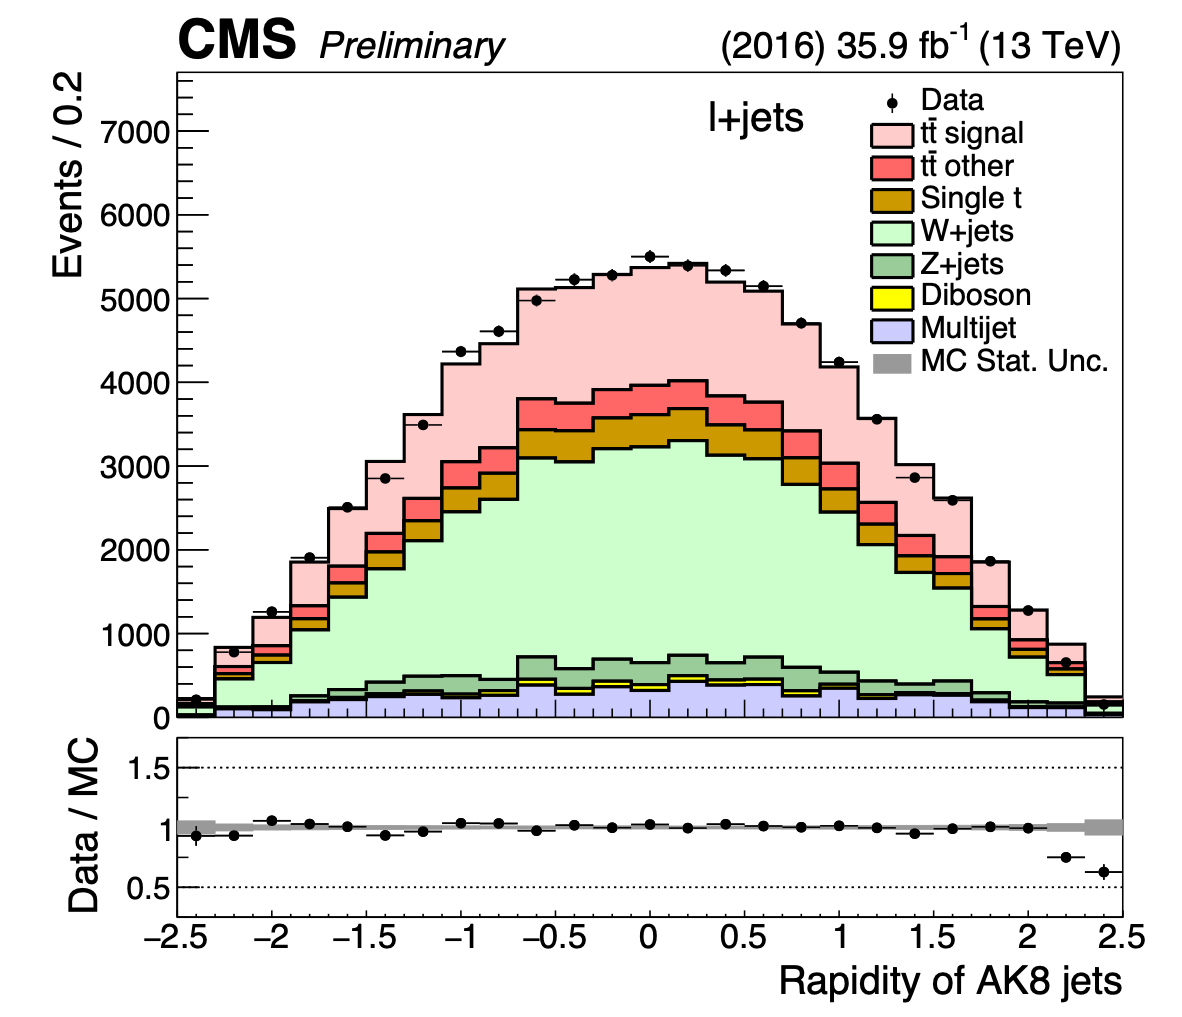 CMS Preliminary (2016) 35.9 fb⁻¹ (13 TeV)
Events / 0.2
l+jets
Data
tt̄ signal
tt̄ other
Single t
W+jets
Z+jets
Diboson
Multijet
MC Stat. Unc.
7000
6000
5000
4000
3000
2000
1000
0
Data / MC
1.5
1
0.5
−2.5 −2 −1.5 −1 −0.5 0 0.5 1 1.5 2 2.5
Rapidity of AK8 jets